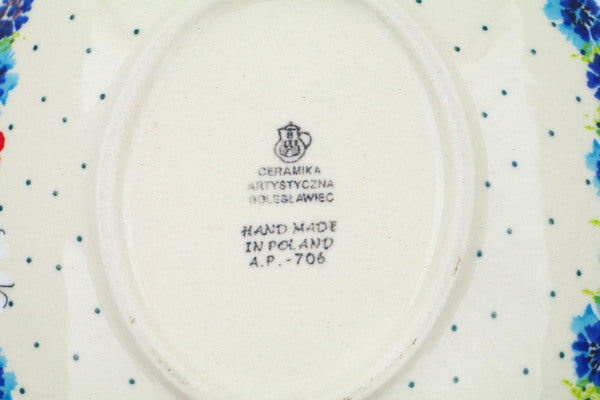 CERAMIKA
ARTYSTYCZNA
BOLESŁAWIEC
HAND MADE
IN POLAND
A.P.-706